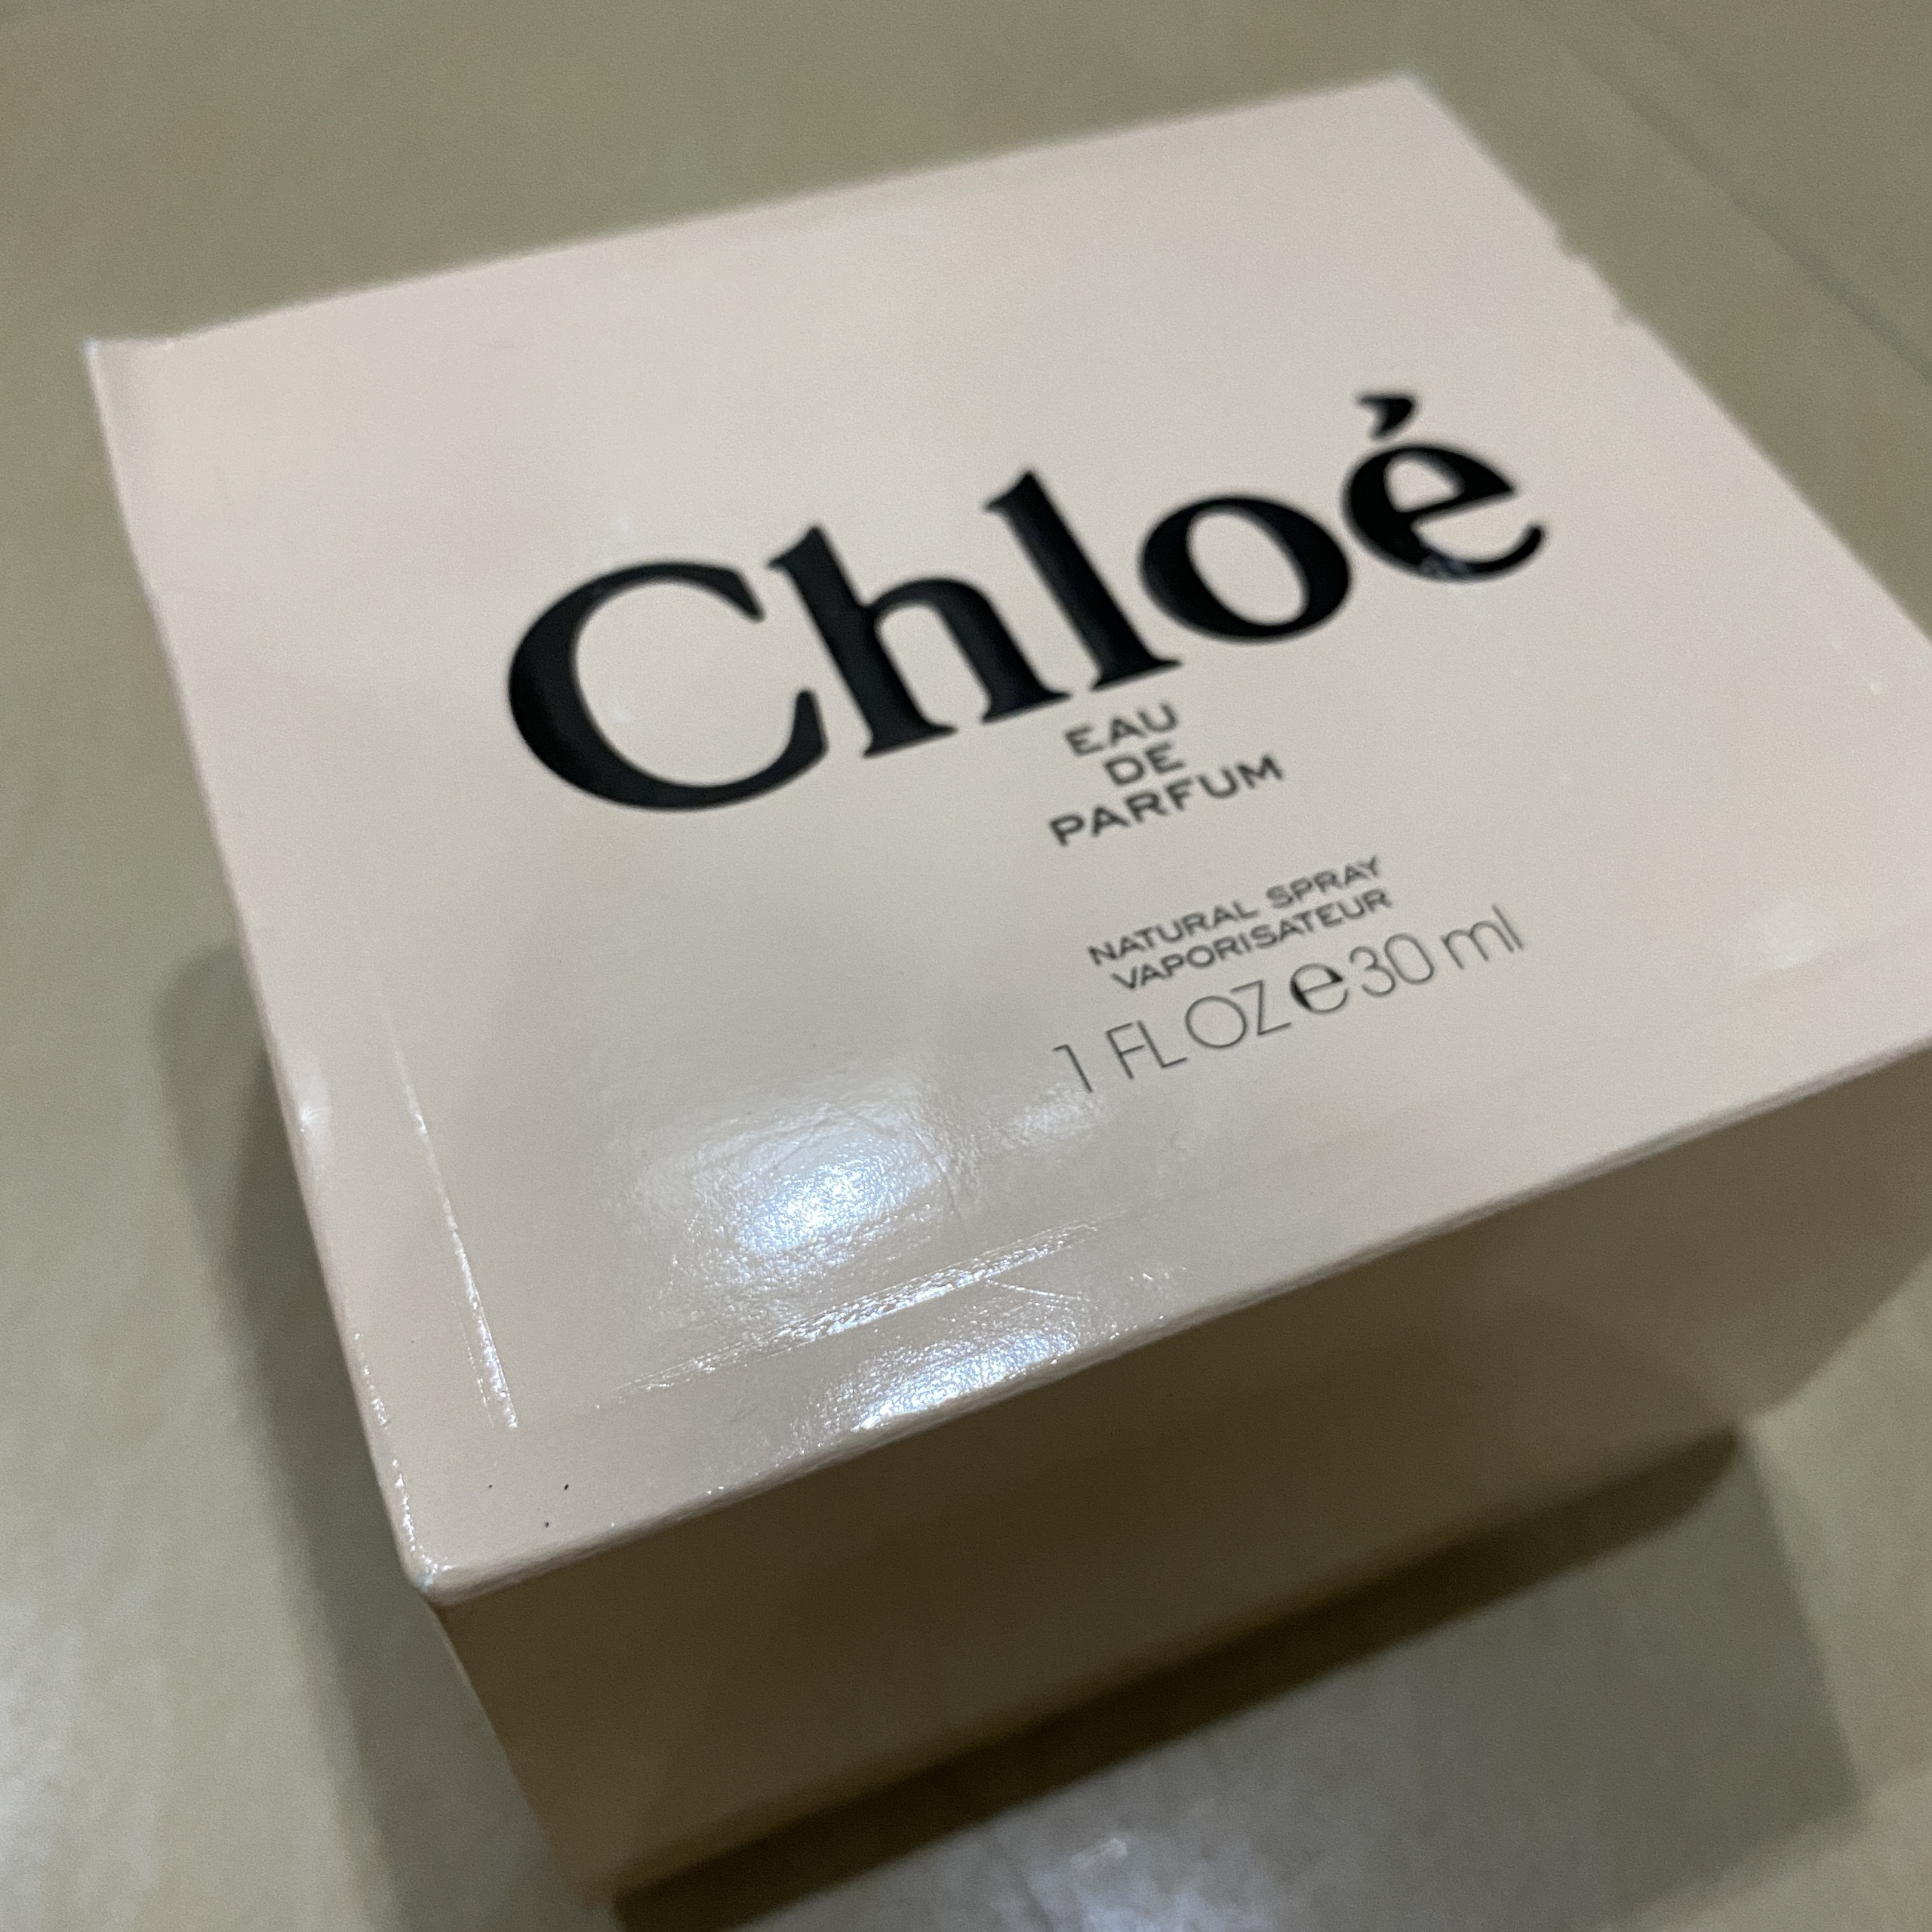 Chloé
EAU
DE
PARFUM
NATURAL SPRAY
VAPORISATEUR
1 FL OZ ℮ 30 ml